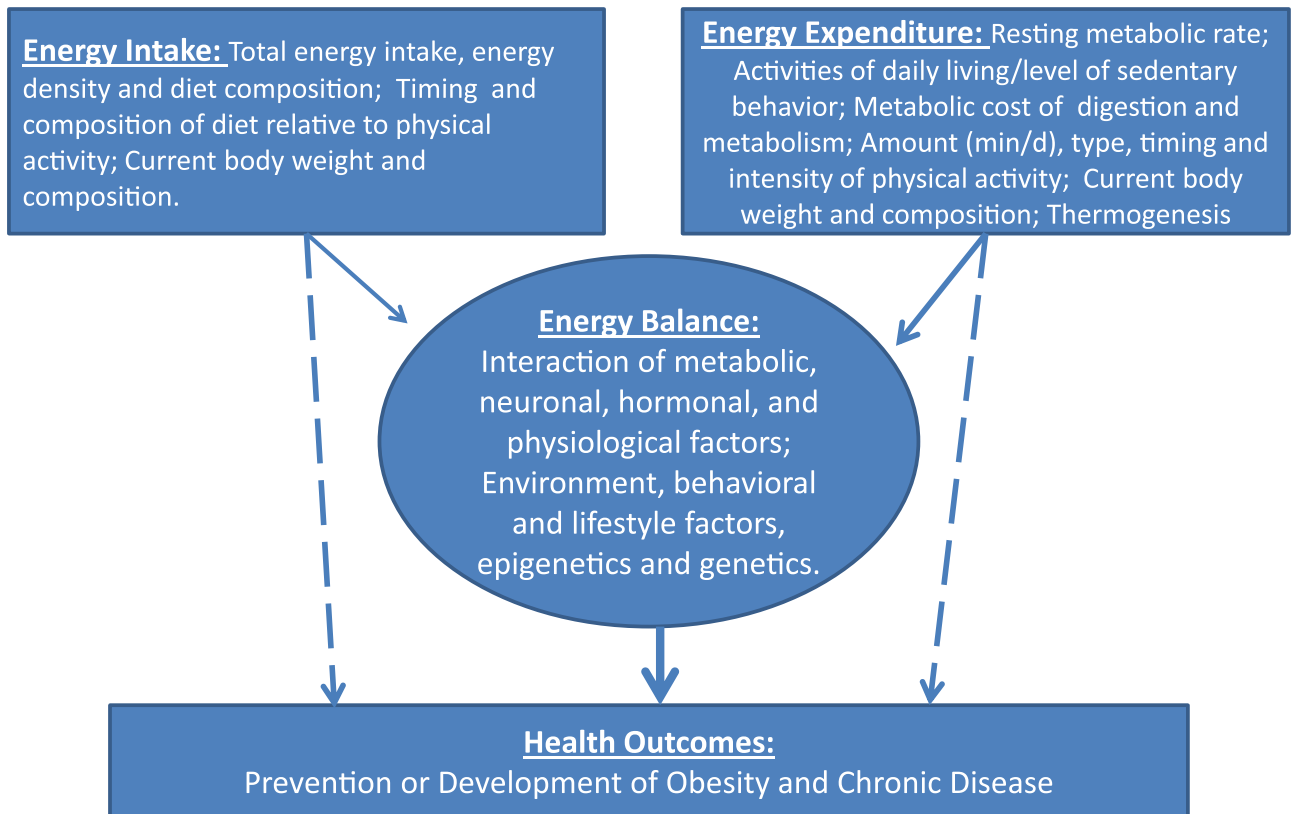 Energy Intake: Total energy intake, energy
density and diet composition;  Timing  and
composition of diet relative to physical
activity; Current body weight and
composition.
Energy Expenditure: Resting metabolic rate;
Activities of daily living/level of sedentary
behavior; Metabolic cost of  digestion and
metabolism; Amount (min/d), type, timing and
intensity of physical activity;  Current body
weight and composition; Thermogenesis
Energy Balance:
Interaction of metabolic,
neuronal, hormonal, and
physiological factors;
Environment, behavioral
and lifestyle factors,
epigenetics and genetics.
Health Outcomes:
Prevention or Development of Obesity and Chronic Disease